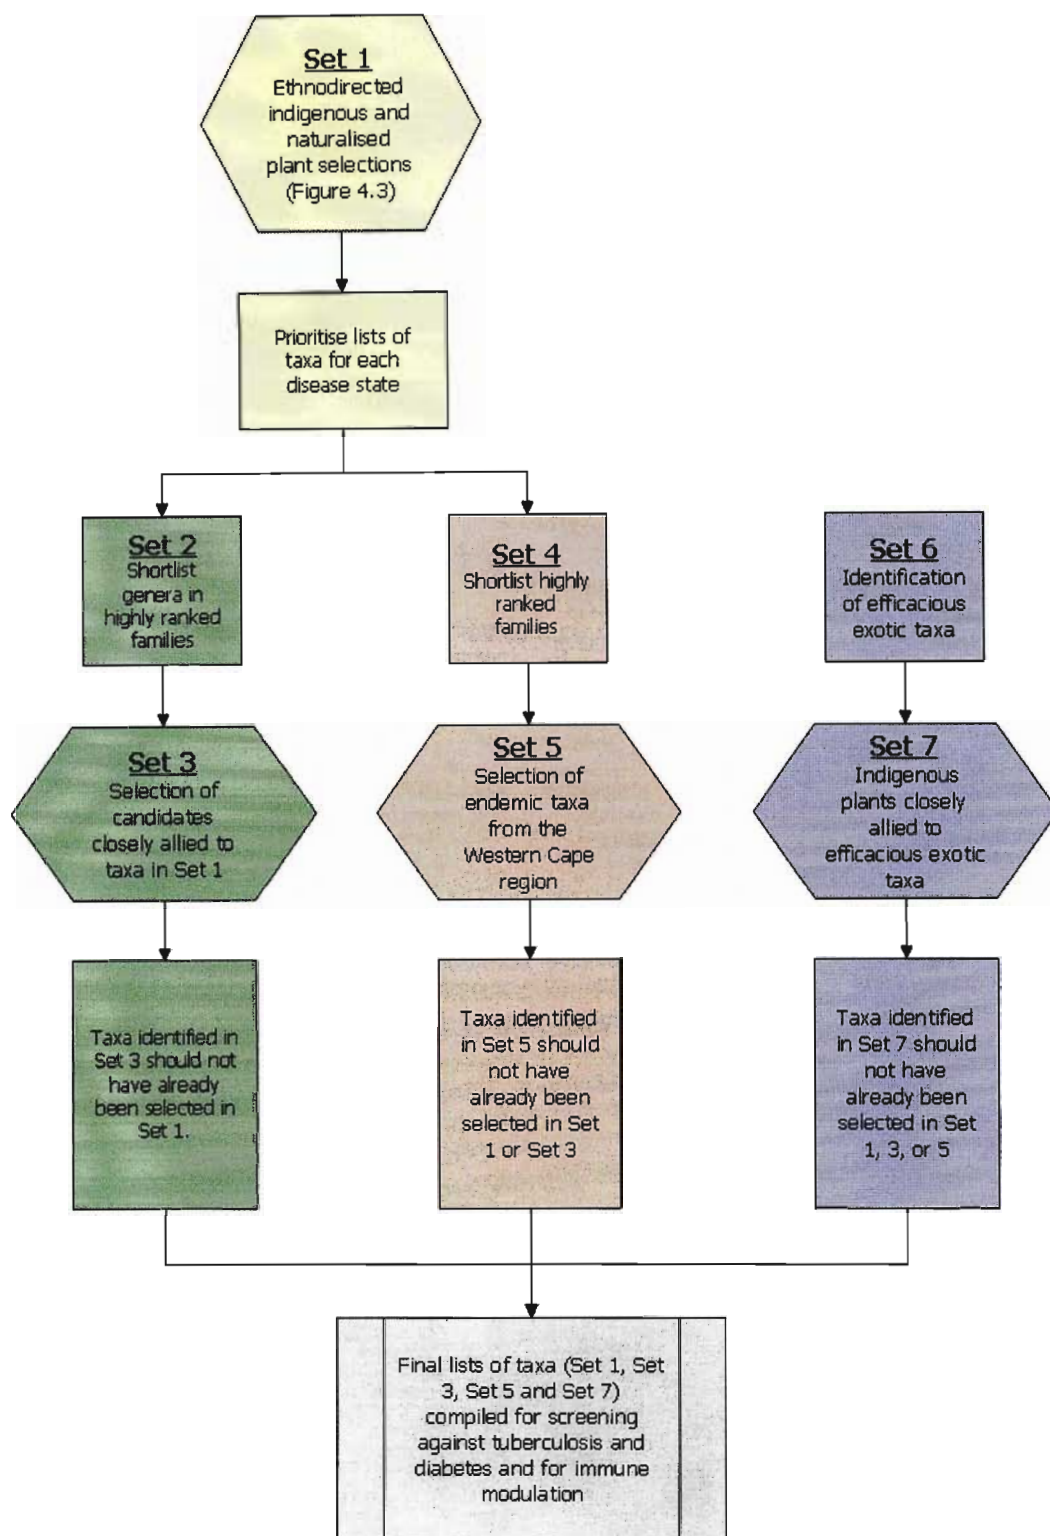 Set 1
Ethnodirected
indigenous and
naturalised
plant selections
(Figure 4.3)
Prioritise lists of
taxa for each
disease state
Set 2
Shortlist
genera in
highly ranked
families
Set 4
Shortlist highly
ranked
families
Set 6
Identification
of efficacious
exotic taxa
Set 3
Selection of
candidates
closely allied to
taxa in Set 1
Set 5
Selection of
endemic taxa
from the
Western Cape
region
Set 7
Indigenous
plants closely
allied to
efficacious exotic
taxa
Taxa identified in
Set 3 should not
have already
been selected in
Set 1.
Taxa identified
in Set 5 should
not have
already been
selected in Set
1 or Set 3
Taxa identified
in Set 7 should
not have
already been
selected in Set
1, 3, or 5
Final lists of taxa (Set 1, Set
3, Set 5 and Set 7)
compiled for screening
against tuberculosis and
diabetes and for immune
modulation